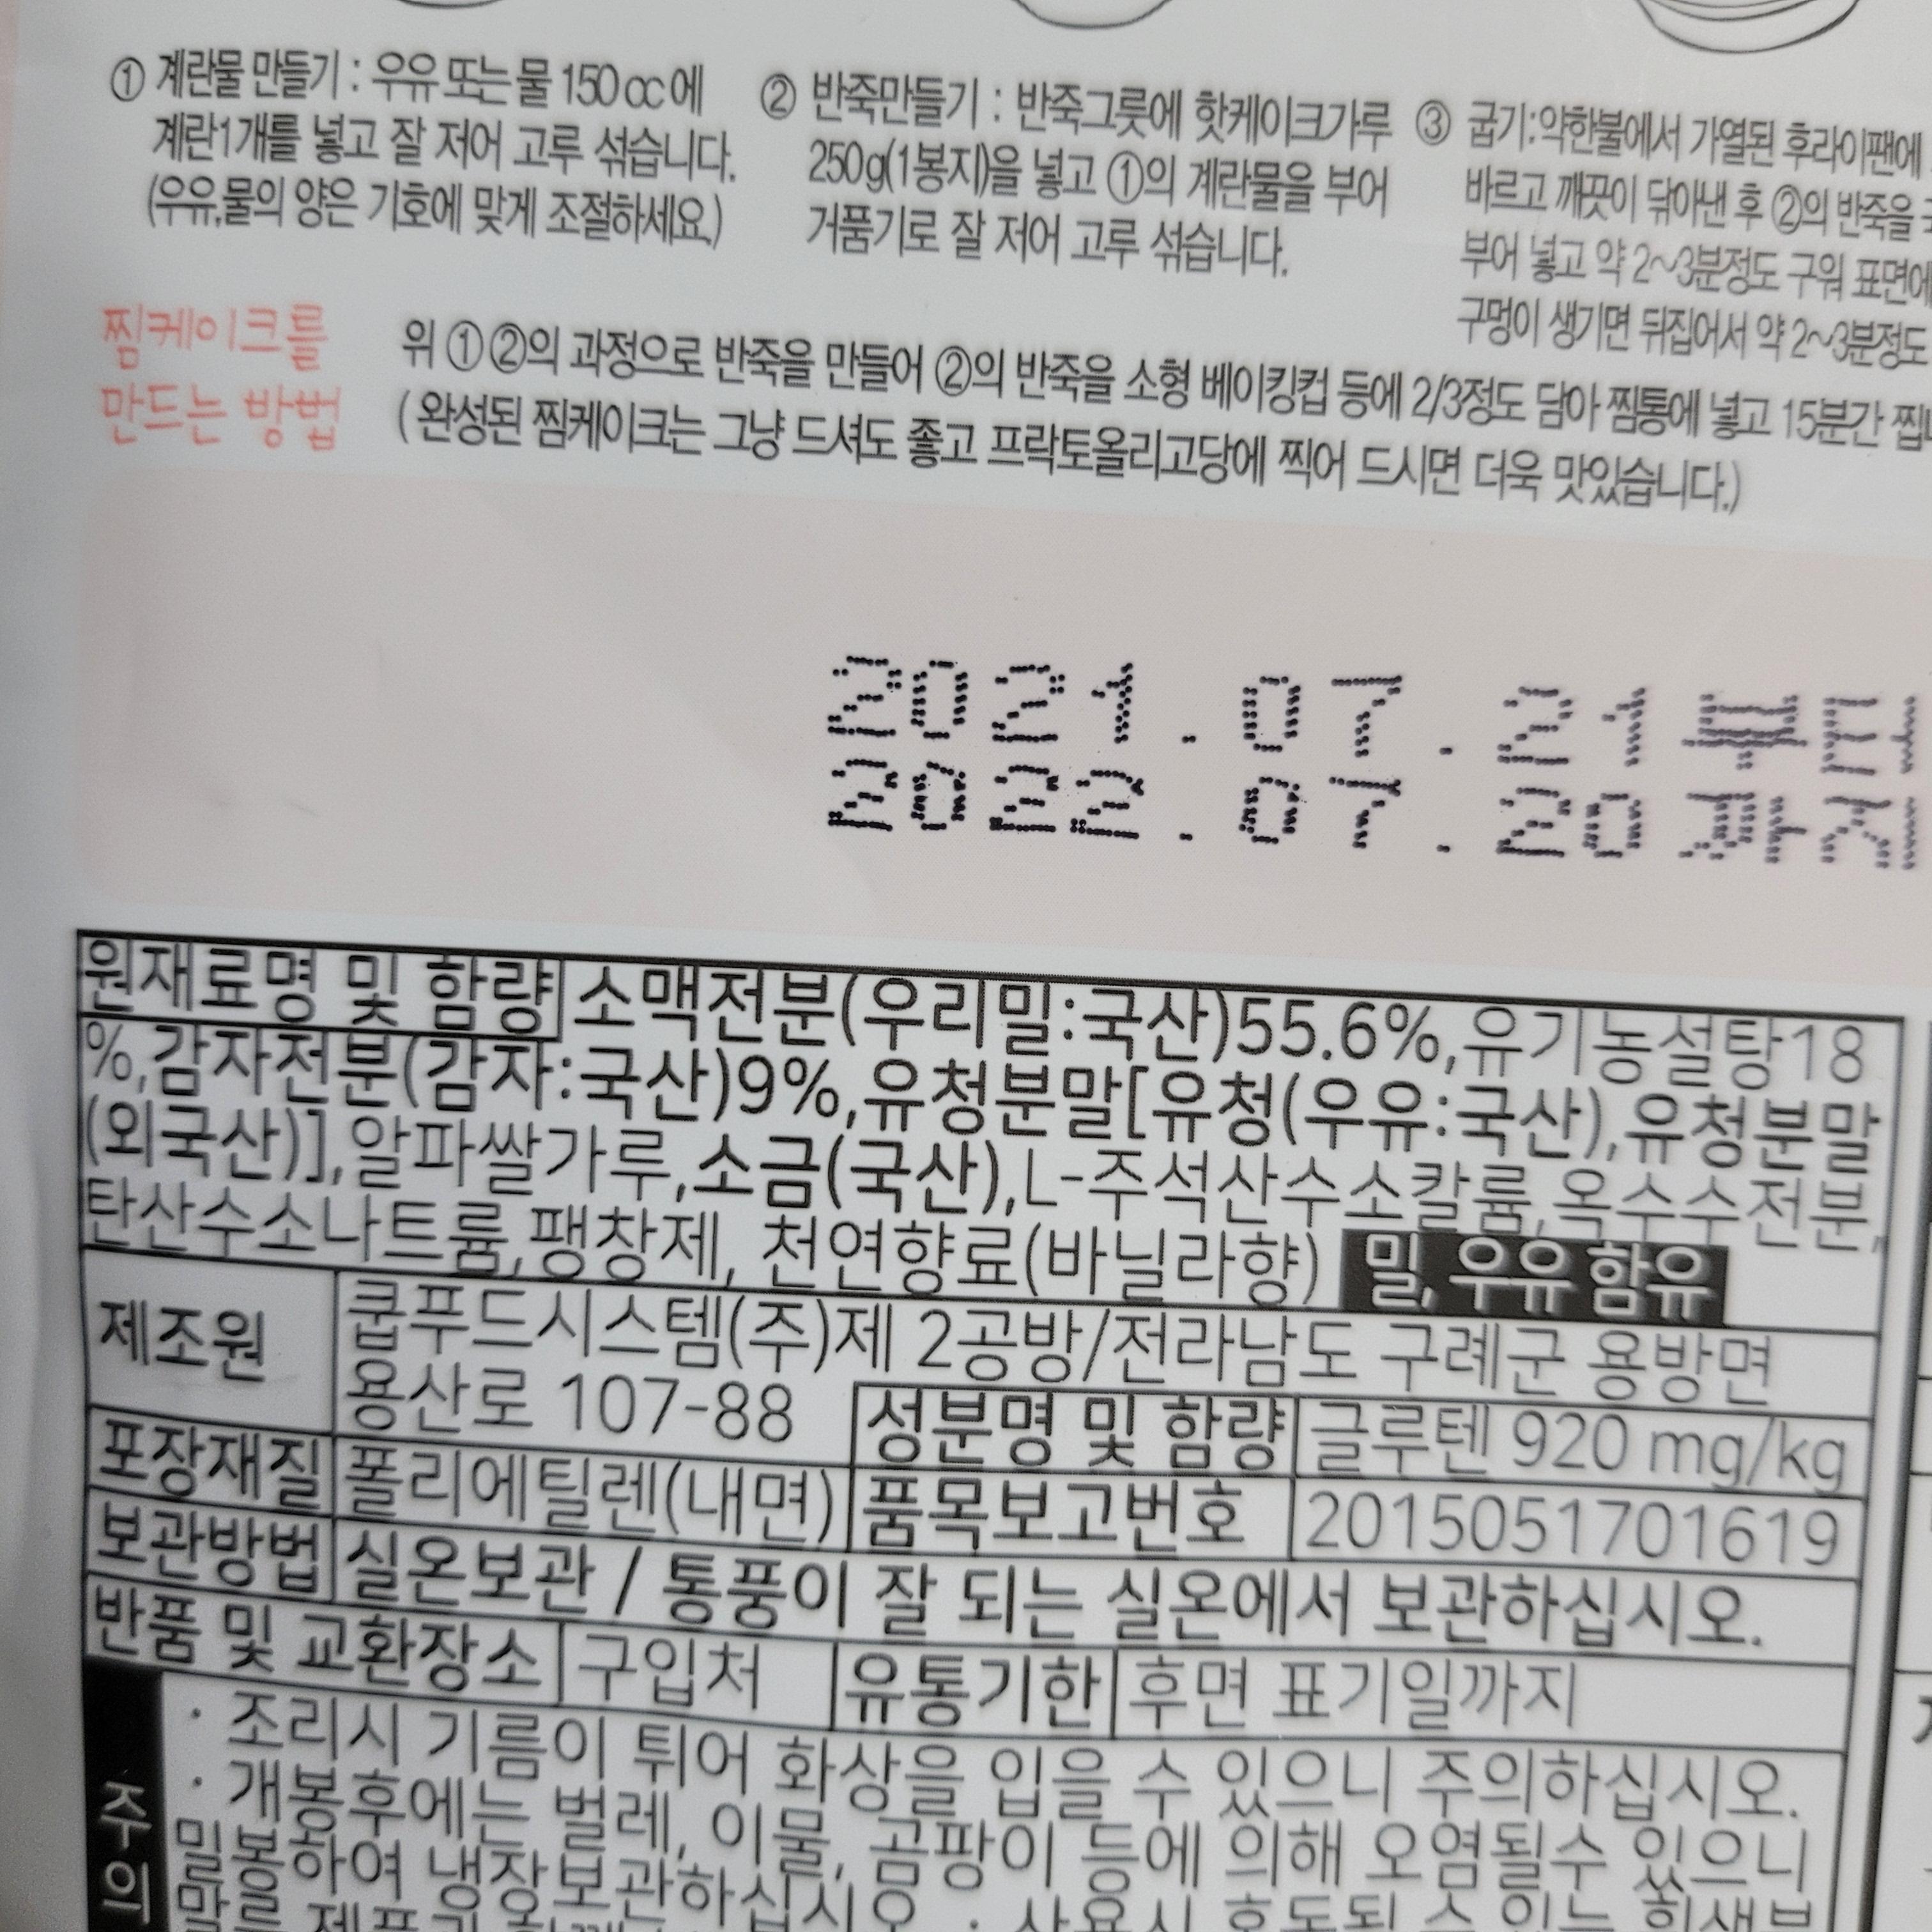 ① 계란물 만들기 : 우유 또는 물 150cc에
계란1개를 넣고 잘 저어 고루 섞습니다.
(우유,물의 양은 기호에 맞게 조절하세요.)
② 반죽만들기 : 반죽그릇에 핫케이크가루
250g(1봉지)을 넣고 ①의 계란물을 부어
거품기로 잘 저어 고루 섞습니다.
③ 굽기:약한불에서 가열된 후라이팬에
바르고 깨끗이 닦아낸 후 ②의 반죽을
부어 넣고 약 2~3분정도 구워 표면에
구멍이 생기면 뒤집어서 약 2~3분정도
찜케이크를
만드는 방법
위 ①②의 과정으로 반죽을 만들어 ②의 반죽을 소형 베이킹컵 등에 2/3정도 담아 찜통에 넣고 15분간
( 완성된 찜케이크는 그냥 드셔도 좋고 프락토올리고당에 찍어 드시면 더욱 맛있습니다.)
2021.07.21부터
2022.07.20까지
원재료명 및 함량 소맥전분(우리밀:국산)55.6%,유기농설탕18
%,감자전분(감자:국산)9%,유청분말[유청(우유:국산),유청분말
(외국산)],알파쌀가루,소금(국산),L-주석산수소칼륨,옥수수전분,
탄산수소나트륨,팽창제, 천연향료(바닐라향) 밀, 우유 함유
제조원 쿱푸드시스템(주)제 2공방/전라남도 구례군 용방면
용산로 107-88 성분명 및 함량 글루텐 920 mg/kg
포장재질 폴리에틸렌(내면) 품목보고번호 2015051701619
보관방법 실온보관 / 통풍이 잘 되는 실온에서 보관하십시오.
반품 및 교환장소 구입처 유통기한 후면 표기일까지
주의
· 조리시 기름이 튀어 화상을 입을 수 있으니 주의하십시오.
· 개봉후에는 벌레, 이물, 곰팡이 등에 의해 오염될수 있으니
밀봉하여 냉장보관하십시오